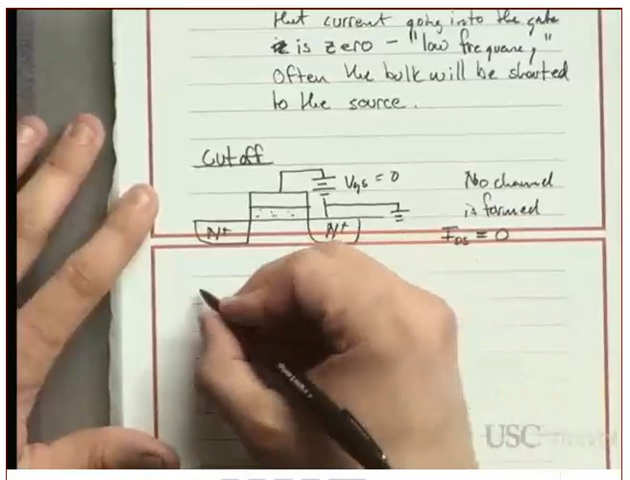 that current going into the gate
is zero - "low frequency"
Often the bulk will be shorted
to the source.
Cutoff
Vgs = 0
No channel
is formed
N+
N+
IDS = 0
USC